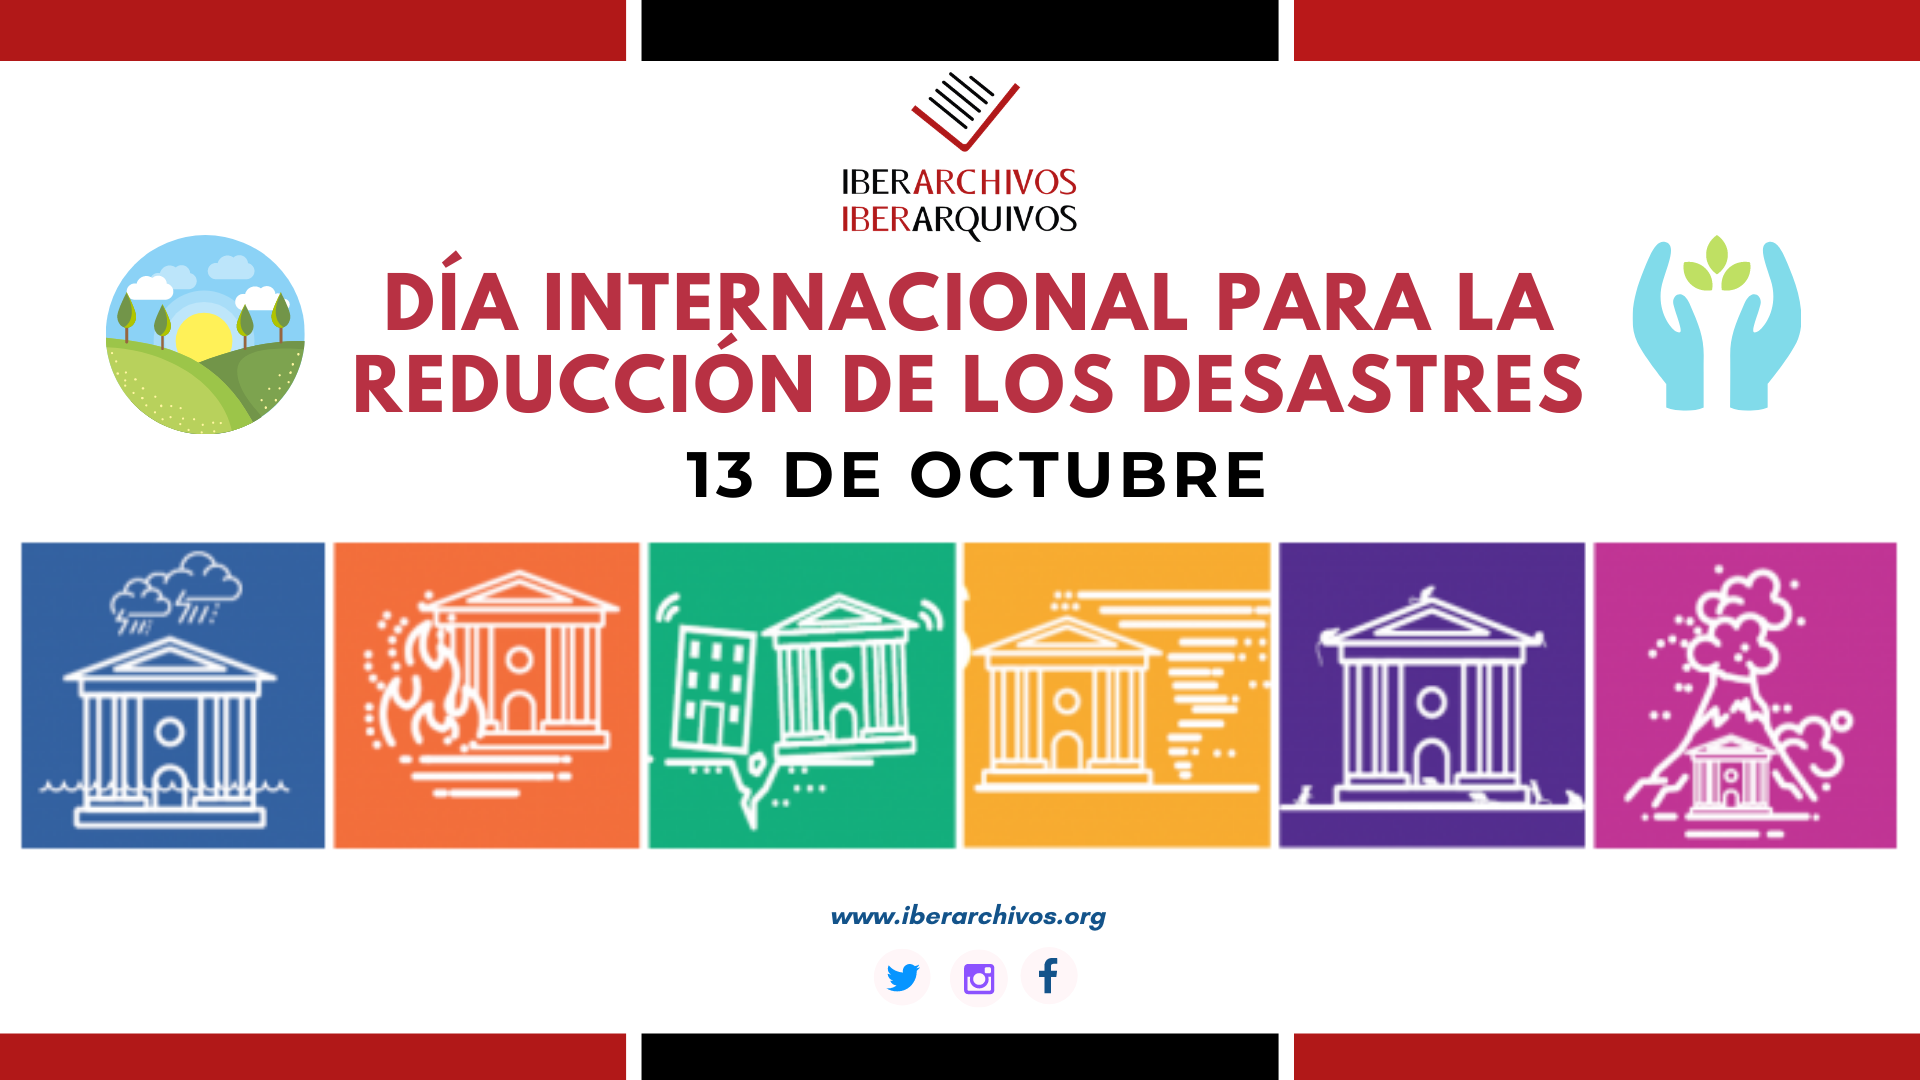 IBERARCHIVOS
IBERARQUIVOS
DÍA INTERNACIONAL PARA LA
REDUCCIÓN DE LOS DESASTRES
13 DE OCTUBRE
www.iberarchivos.org